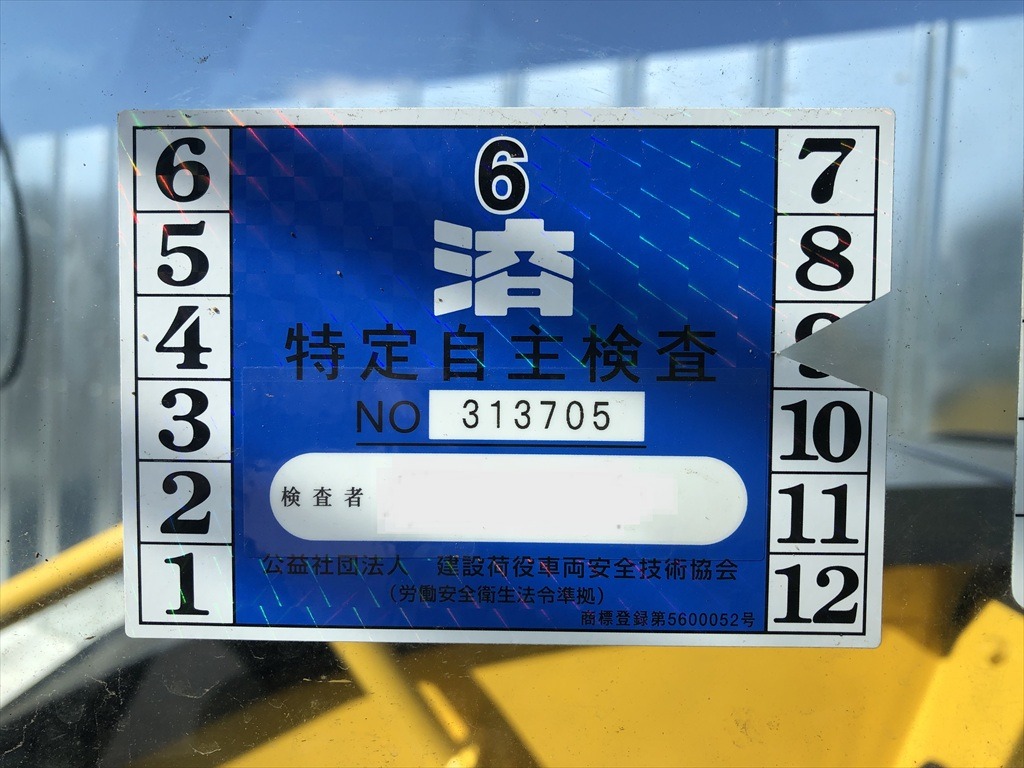 6
5
4
3
2
1
6
済
特定自主検査
NO 313705
検査者
公益社団法人 建設荷役車両安全技術協会
(労働安全衛生法令準拠)
商標登録第5600052号
7
8
9
10
11
12